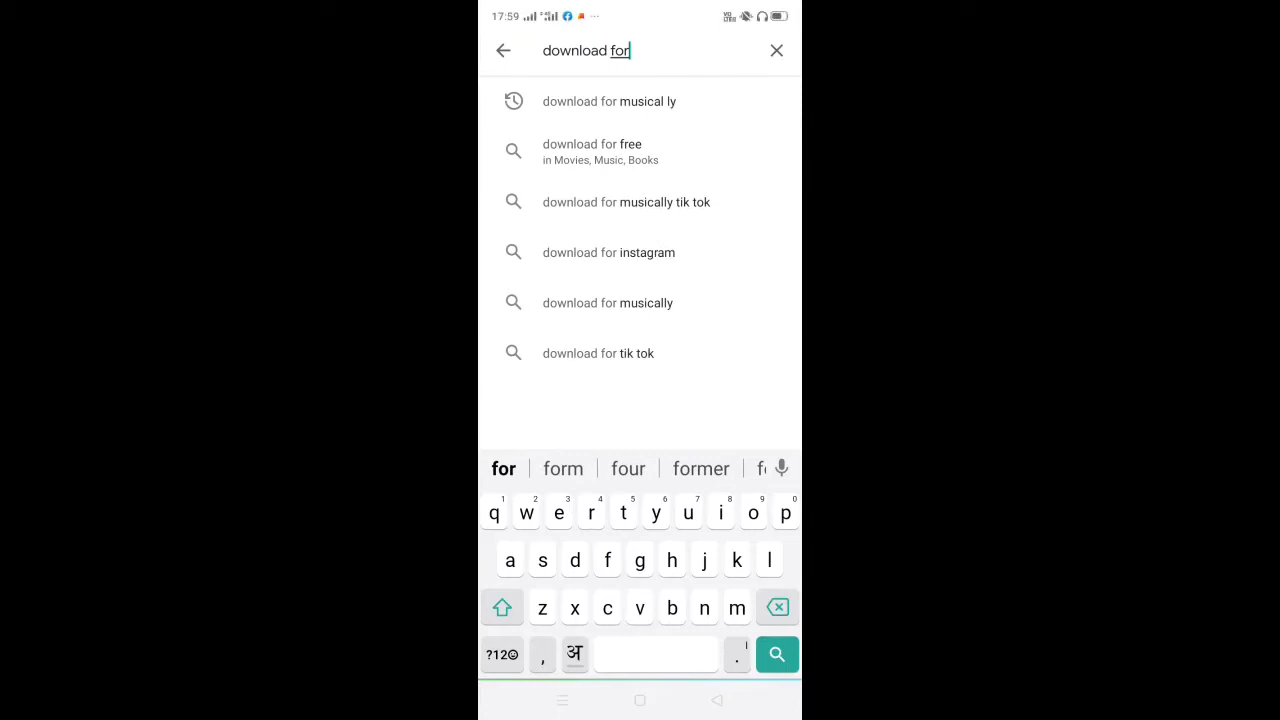 17:59
download for
download for musical ly
download for free
in Movies, Music, Books
download for musically tik tok
download for instagram
download for musically
download for tik tok
for form four former
q w e r t y u i o p
1 2 3 4 5 6 7 8 9 0
a s d f g h j k l
z x c v b n m
?12 , अ .